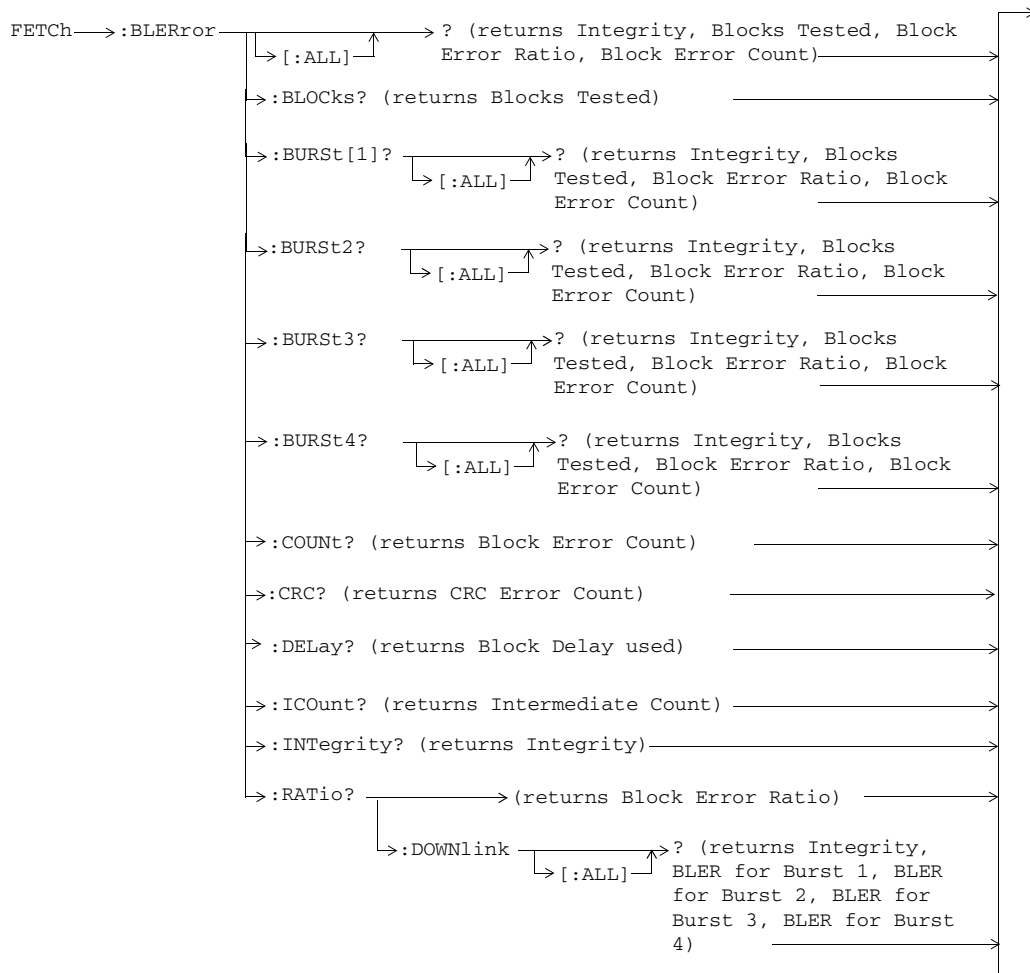 FETCh :BLERror ? (returns Integrity, Blocks Tested, Block
[:ALL] Error Ratio, Block Error Count)
:BLOCks? (returns Blocks Tested)
:BURSt[1]? ? (returns Integrity, Blocks
[:ALL] Tested, Block Error Ratio, Block
Error Count)
:BURSt2? ? (returns Integrity, Blocks
[:ALL] Tested, Block Error Ratio, Block
Error Count)
:BURSt3? ? (returns Integrity, Blocks
[:ALL] Tested, Block Error Ratio, Block
Error Count)
:BURSt4? ? (returns Integrity, Blocks
[:ALL] Tested, Block Error Ratio, Block
Error Count)
:COUNt? (returns Block Error Count)
:CRC? (returns CRC Error Count)
:DELay? (returns Block Delay used)
:ICOunt? (returns Intermediate Count)
:INTegrity? (returns Integrity)
:RATio? (returns Block Error Ratio)
:DOWNlink ? (returns Integrity,
[:ALL] BLER for Burst 1, BLER
for Burst 2, BLER for
Burst 3, BLER for Burst
4)